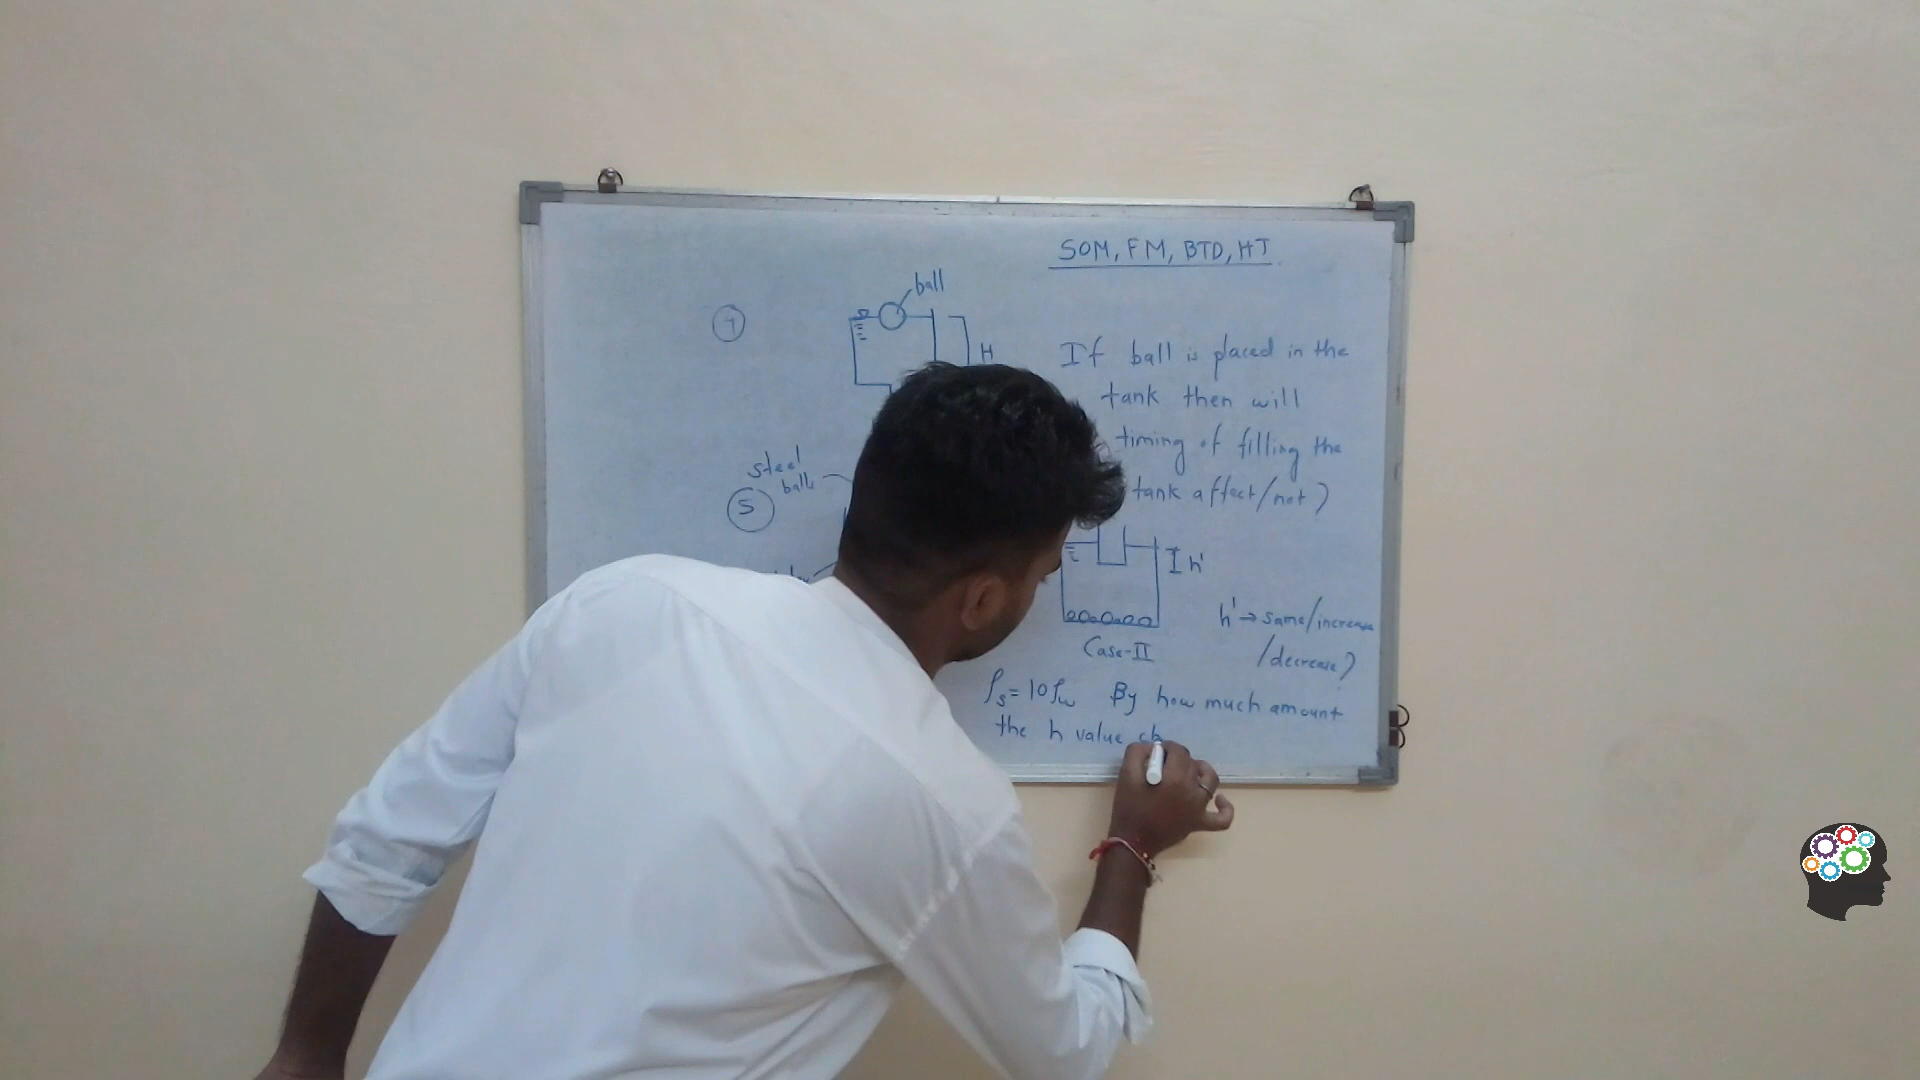 SOM, FM, BTD, HT
ball
4
H
If ball is placed in the
tank then will
timing of filling the
tank affect/not?
steel
balls
5
I h'
h' → same/increase
/decrease?
Case-II
ρs = 10ρw By how much amount
the h value ch